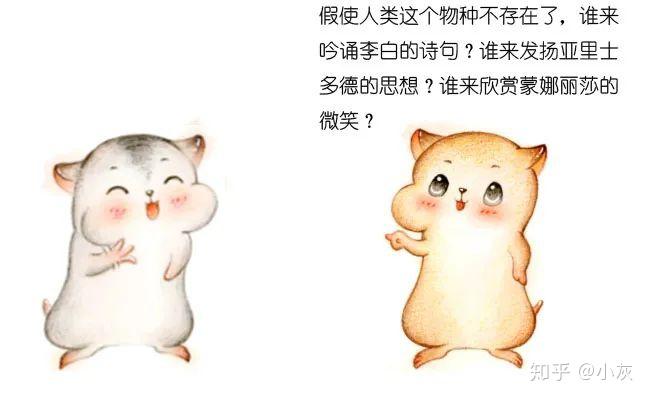 假使人类这个物种不存在了，谁来
吟诵李白的诗句？谁来发扬亚里士
多德的思想？谁来欣赏蒙娜丽莎的
微笑？
知乎 @小灰